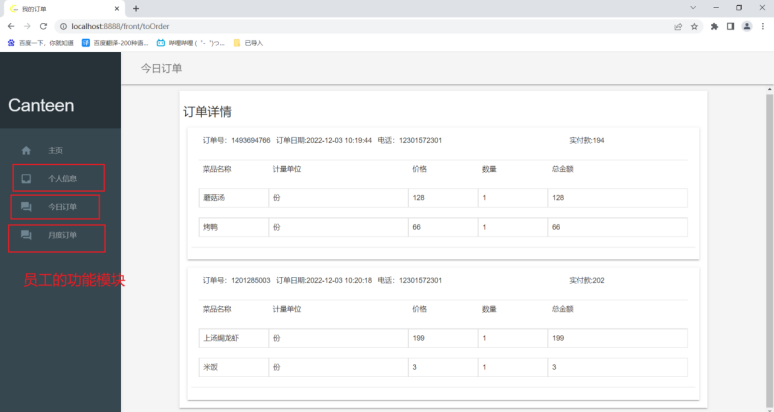 我的订单
localhost:8888/front/toOrder
百度一下，你就知道 百度翻译-200种语... 哔哩哔哩 (゜-゜)つ... 已导入
Canteen
今日订单
主页
个人信息
今日订单
月度订单
员工的功能模块
订单详情
订单号：1493694766 订单日期:2022-12-03 10:19:44 电话：12301572301 实付款:194
菜品名称 计量单位 价格 数量 总金额
蘑菇汤 份 128 1 128
烤鸭 份 66 1 66
订单号：1201285003 订单日期:2022-12-03 10:20:18 电话：12301572301 实付款:202
菜品名称 计量单位 价格 数量 总金额
上汤焗龙虾 份 199 1 199
米饭 份 3 1 3